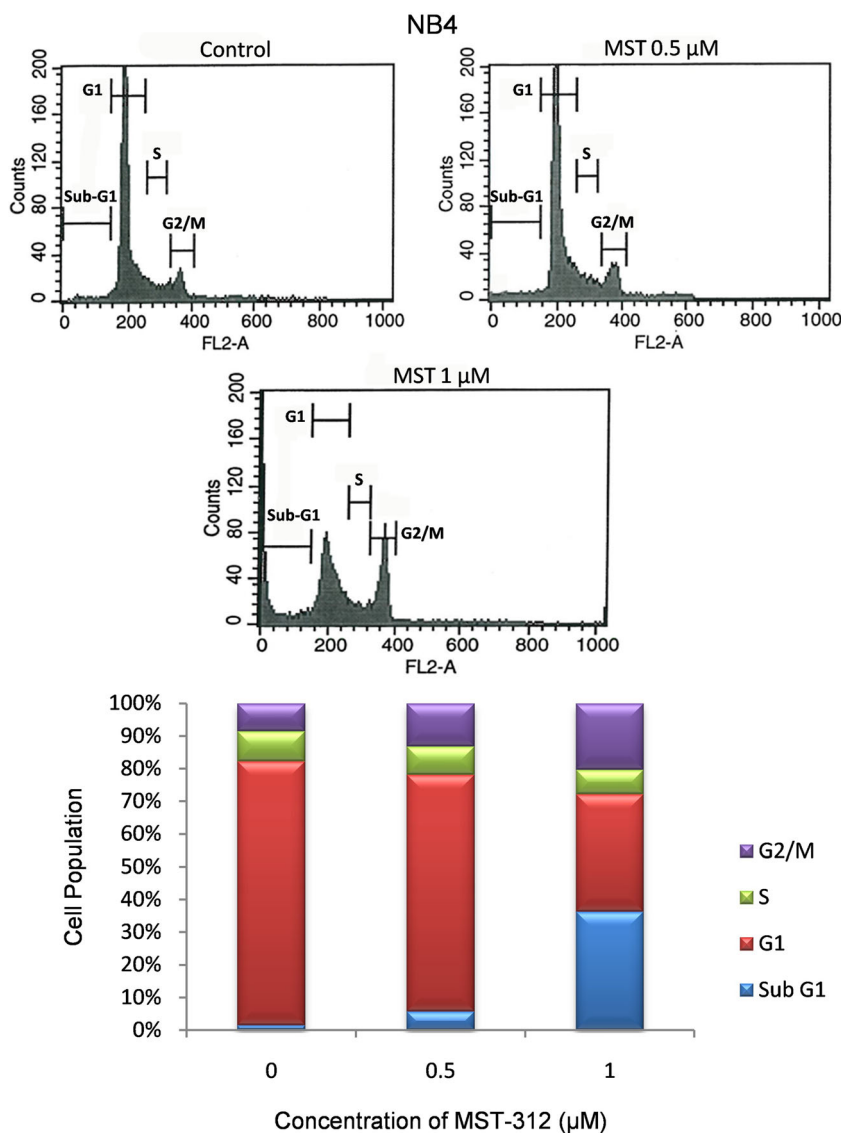 NB4
Control
200
160
120
80
40
0
Counts
G1
S
Sub-G1
G2/M
0 200 400 600 800 1000
FL2-A
MST 0.5 µM
200
160
120
80
40
0
Counts
G1
S
Sub-G1
G2/M
0 200 400 600 800 1000
FL2-A
MST 1 µM
200
160
120
80
40
0
Counts
G1
S
Sub-G1
G2/M
0 200 400 600 800 1000
FL2-A
100%
90%
80%
70%
60%
50%
40%
30%
20%
10%
0%
Cell Population
G2/M
S
G1
Sub G1
0 0.5 1
Concentration of MST-312 (µM)